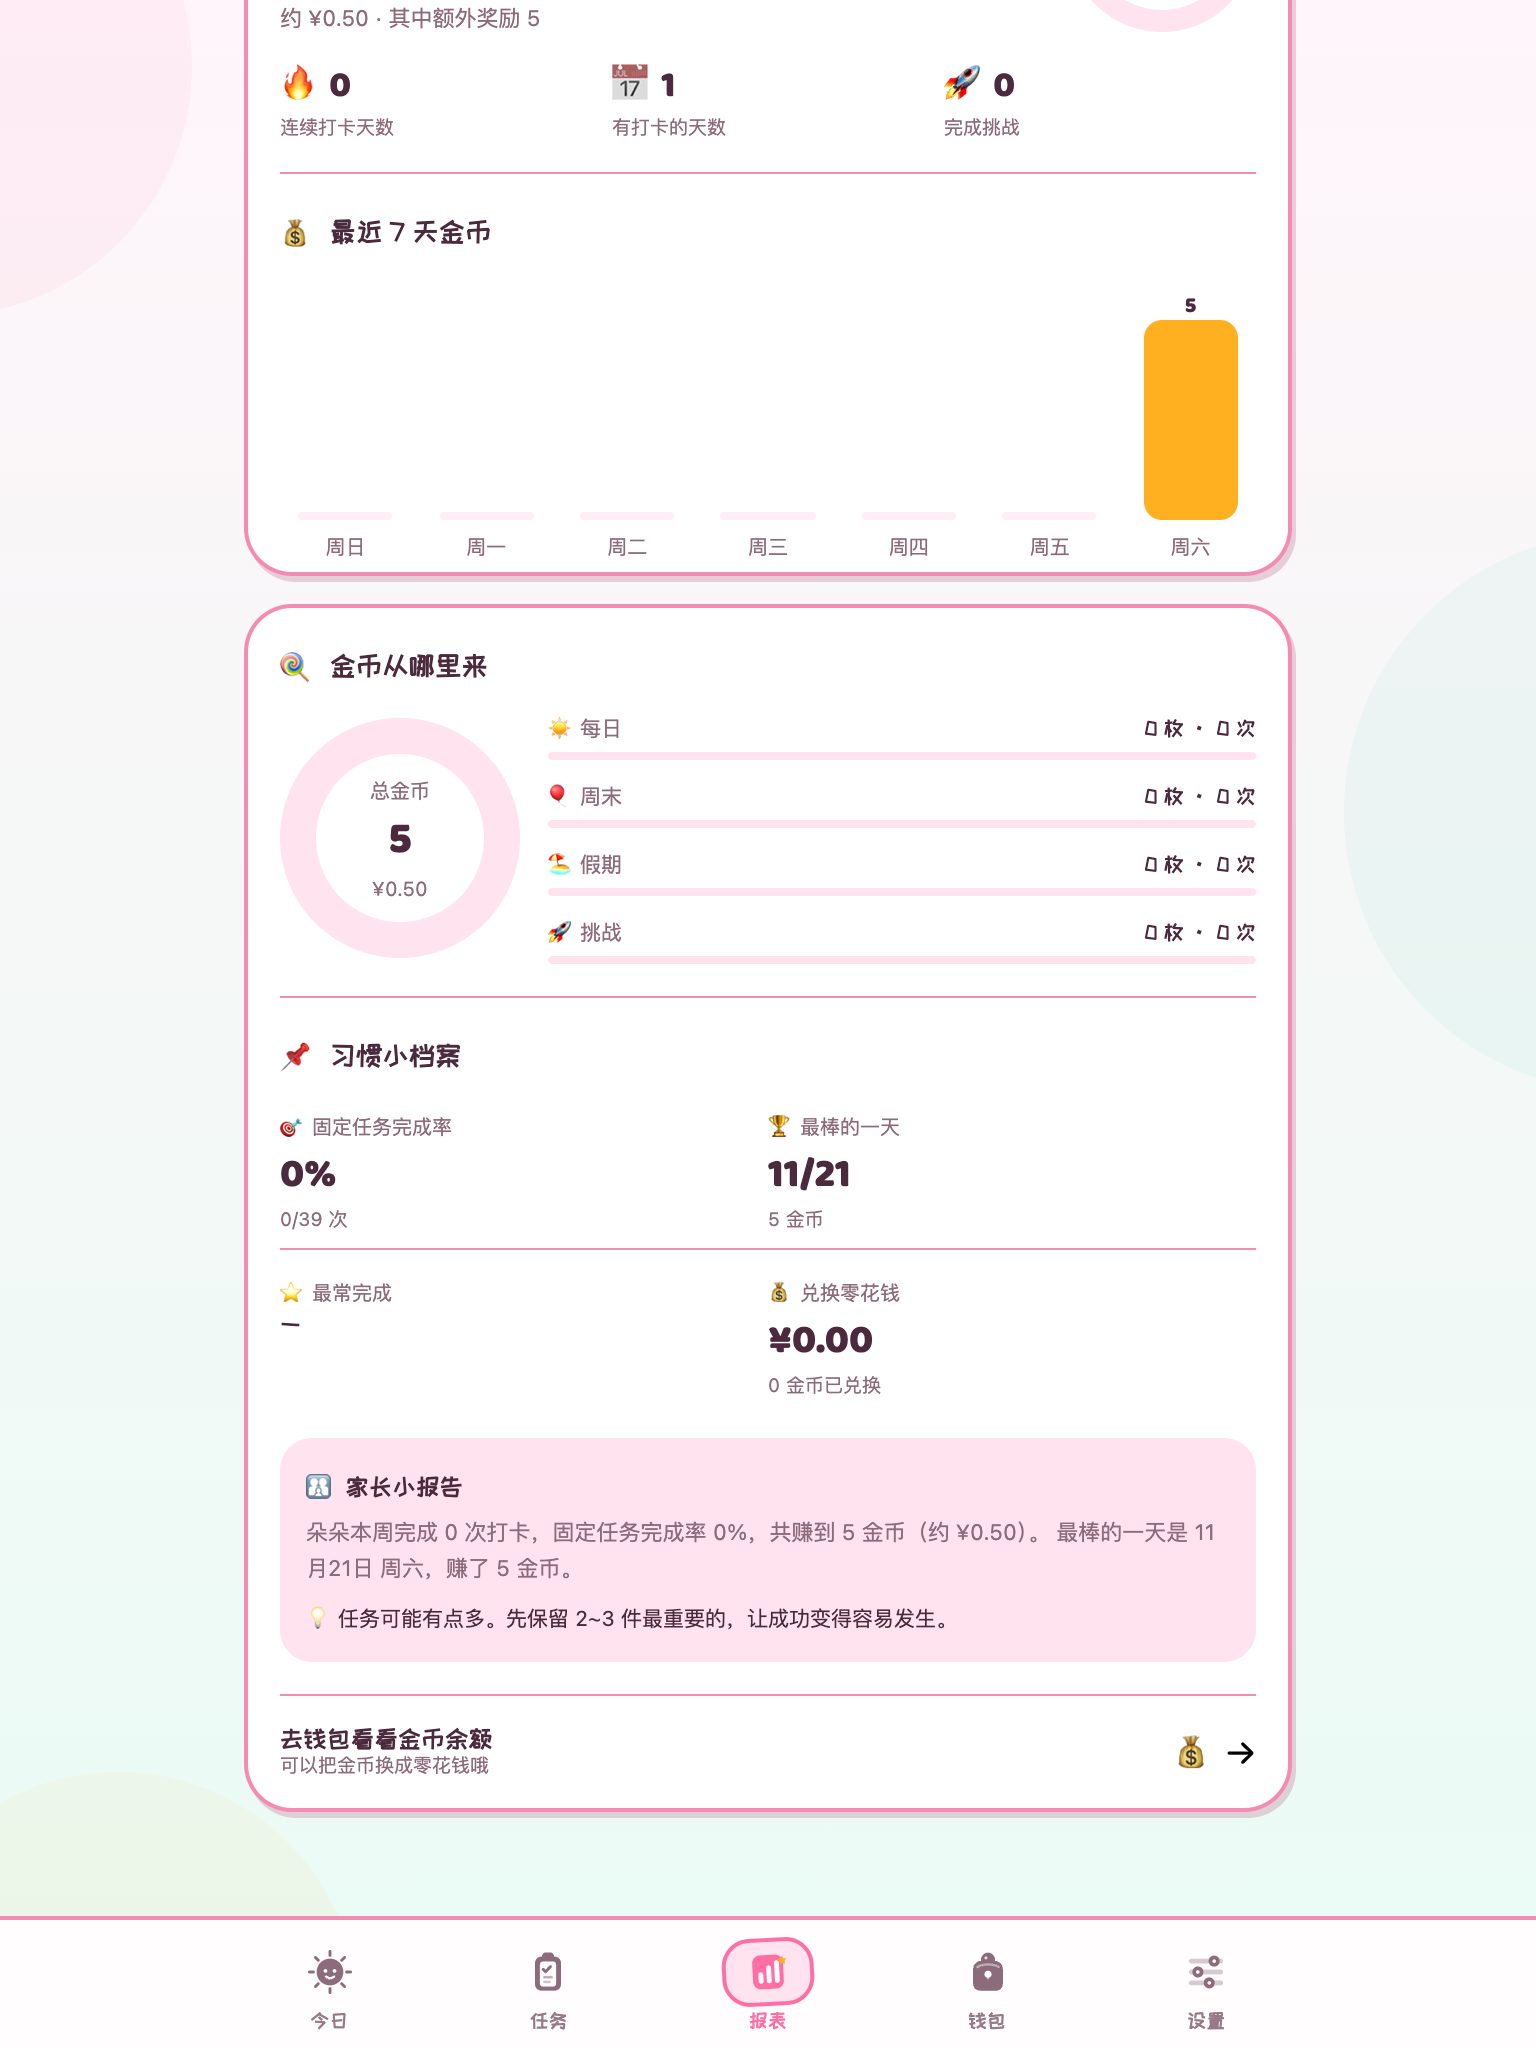 约 ¥0.50 · 其中额外奖励 5
0
1
0
连续打卡天数
有打卡的天数
完成挑战
最近 7 天金币
5
周日
周一
周二
周三
周四
周五
周六
金币从哪里来
总金币
5
¥0.50
每日
0 枚 · 0 次
周末
0 枚 · 0 次
假期
0 枚 · 0 次
挑战
0 枚 · 0 次
习惯小档案
固定任务完成率
0%
0/39 次
最棒的一天
11/21
5 金币
最常完成
—
兑换零花钱
¥0.00
0 金币已兑换
家长小报告
朵朵本周完成 0 次打卡，固定任务完成率 0%，共赚到 5 金币（约 ¥0.50）。 最棒的一天是 11
月21日 周六，赚了 5 金币。
任务可能有点多。先保留 2~3 件最重要的，让成功变得容易发生。
去钱包看看金币余额
可以把金币换成零花钱哦
今日
任务
报表
钱包
设置